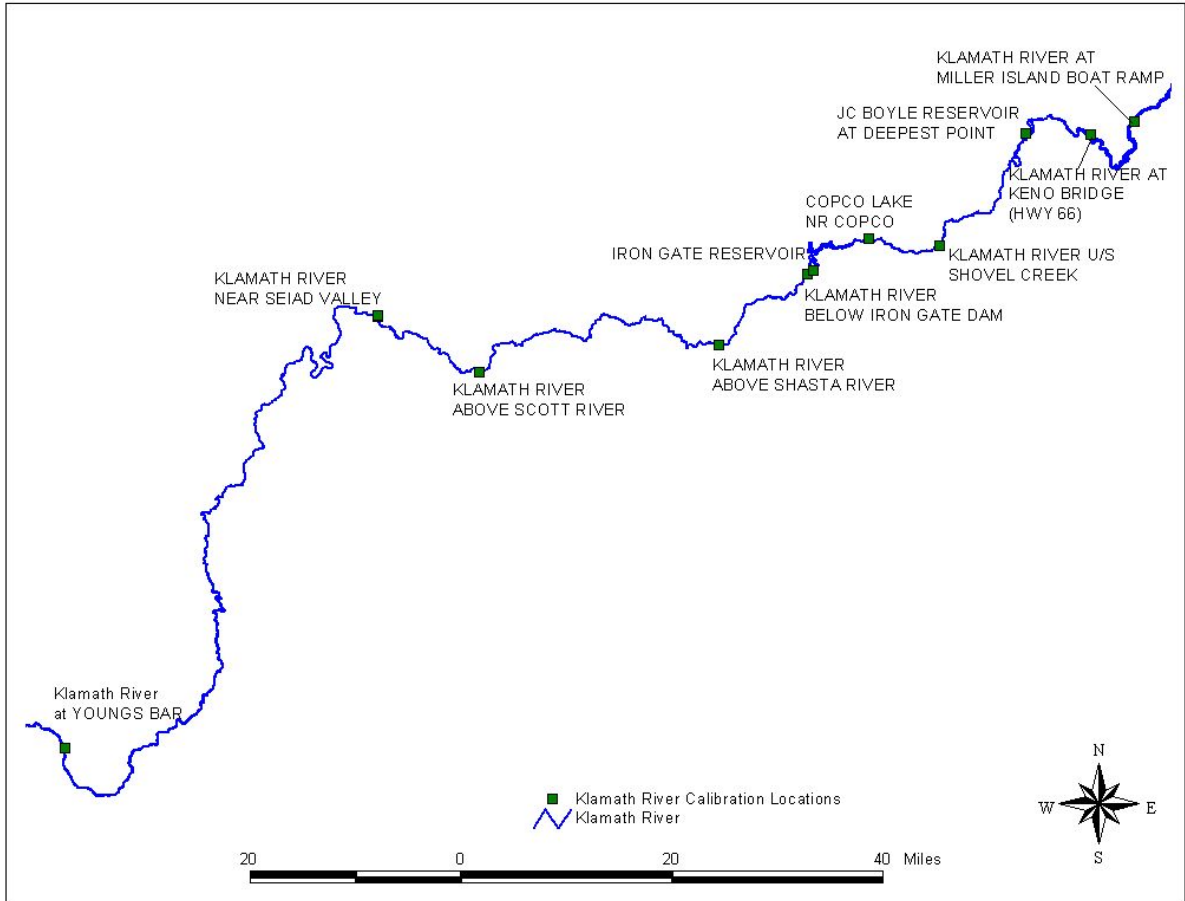 KLAMATH RIVER AT
MILLER ISLAND BOAT RAMP
JC BOYLE RESERVOIR
AT DEEPEST POINT
KLAMATH RIVER AT
KENO BRIDGE
(HWY 66)
COPCO LAKE
NR COPCO
IRON GATE RESERVOIR
KLAMATH RIVER U/S
SHOVEL CREEK
KLAMATH RIVER
NEAR SEIAD VALLEY
KLAMATH RIVER
BELOW IRON GATE DAM
KLAMATH RIVER
ABOVE SHASTA RIVER
KLAMATH RIVER
ABOVE SCOTT RIVER
Klamath River
at YOUNGS BAR
N
W E
S
Klamath River Calibration Locations
Klamath River
20 0 20 40 Miles